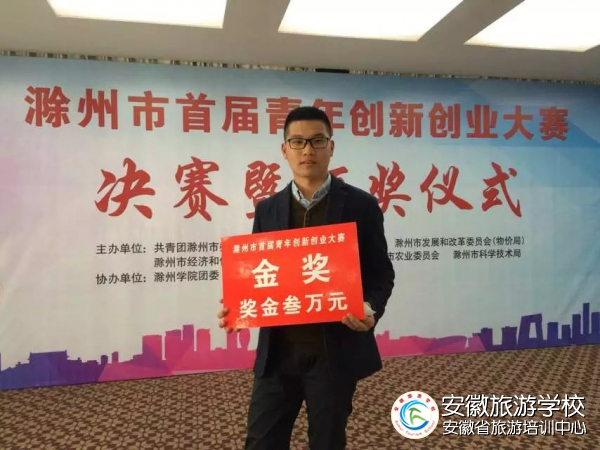 滁州市首届青年创新创业大赛
决赛暨 奖仪式
主办单位：共青团滁州市 滁州市发展和改革委员会(物价局)
滁州市经济和 市农业委员会 滁州市科学技术局
协办单位：滁州学院团委
滁州市首届青年创新创业大赛
金奖
奖金叁万元
安徽旅游学校
安徽省旅游培训中心